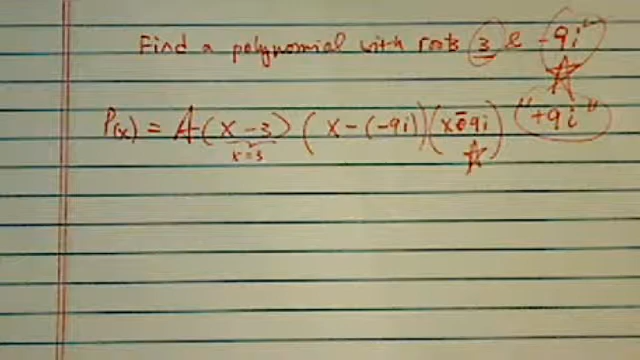 Find a polynomial with roots 3 & -9i
P(x) = A (x - 3) (x - (-9i)) (x - 9i) "+9i"
x=3